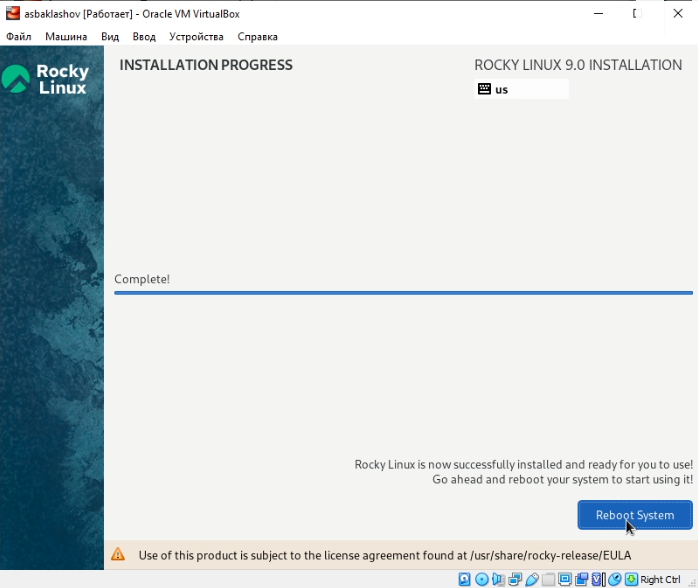 asbaklashov [Работает] - Oracle VM VirtualBox
Файл Машина Вид Ввод Устройства Справка
Rocky
Linux
INSTALLATION PROGRESS
ROCKY LINUX 9.0 INSTALLATION
us
Complete!
Rocky Linux is now successfully installed and ready for you to use!
Go ahead and reboot your system to start using it!
Reboot System
Use of this product is subject to the license agreement found at /usr/share/rocky-release/EULA
Right Ctrl